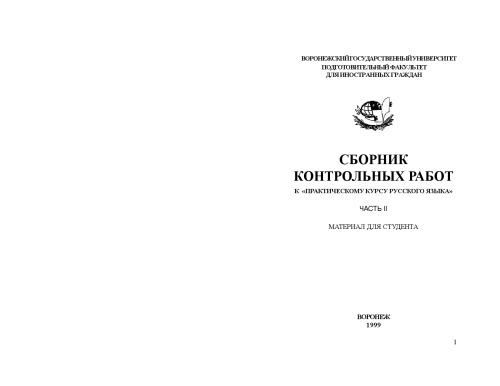 ВОРОНЕЖСКИЙ ГОСУДАРСТВЕННЫЙ УНИВЕРСИТЕТ
ПОДГОТОВИТЕЛЬНЫЙ ФАКУЛЬТЕТ
ДЛЯ ИНОСТРАННЫХ ГРАЖДАН
СБОРНИК
КОНТРОЛЬНЫХ РАБОТ
К «ПРАКТИЧЕСКОМУ КУРСУ РУССКОГО ЯЗЫКА»
ЧАСТЬ II
МАТЕРИАЛ ДЛЯ СТУДЕНТА
ВОРОНЕЖ
1999
1